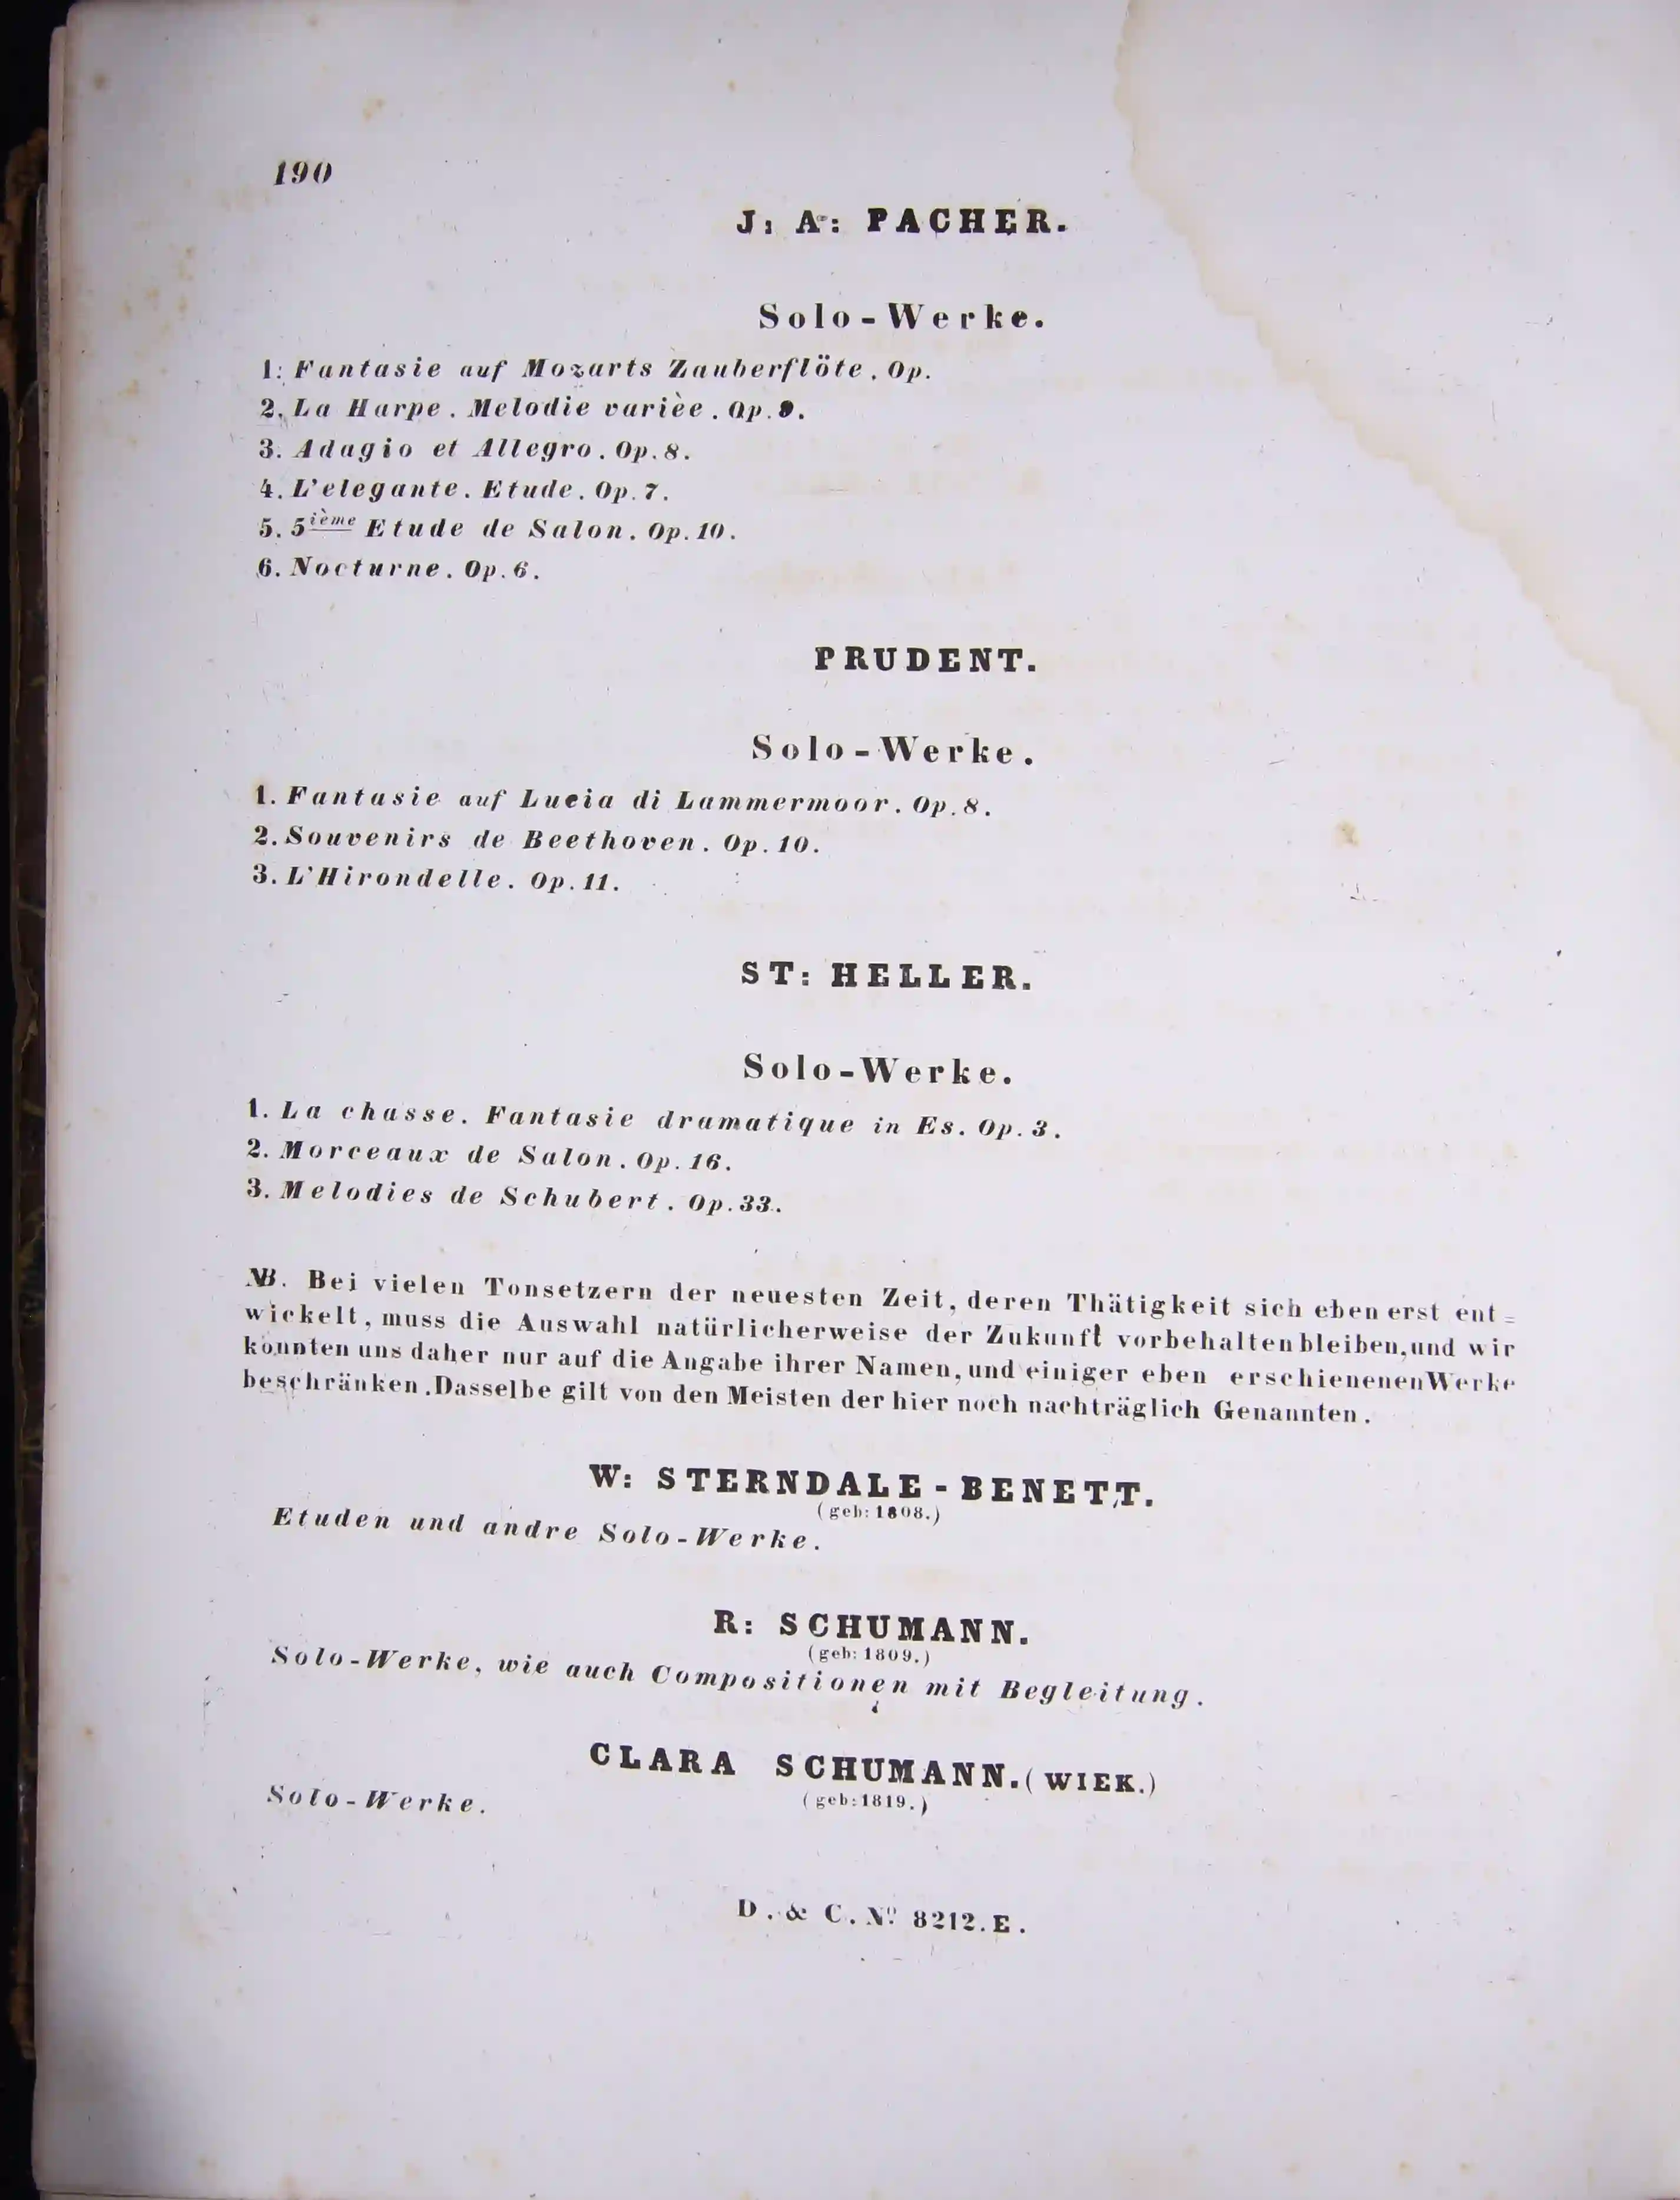 190
J: A: PACHER.
Solo-Werke.
1: Fantasie auf Mozarts Zauberflöte. Op.
2. La Harpe. Melodie varièe. Op. 9.
3. Adagio et Allegro. Op. 8.
4. L'elegante. Etude. Op. 7.
5. 5ième Etude de Salon. Op. 10.
6. Nocturne. Op. 6.
PRUDENT.
Solo-Werke.
1. Fantasie auf Lucia di Lammermoor. Op. 8.
2. Souvenirs de Beethoven. Op. 10.
3. L'Hirondelle. Op. 11.
ST: HELLER.
Solo-Werke.
1. La chasse. Fantasie dramatique in Es. Op. 3.
2. Morceaux de Salon. Op. 16.
3. Melodies de Schubert. Op. 33.
NB. Bei vielen Tonsetzern der neuesten Zeit, deren Thätigkeit sich eben erst ent=
wickelt, muss die Auswahl natürlicherweise der Zukunft vorbehalten bleiben, und wir
konnten uns daher nur auf die Angabe ihrer Namen, und einiger eben erschienenen Werke
beschränken. Dasselbe gilt von den Meisten der hier noch nachträglich Genannten.
W: STERNDALE-BENETT.
(geb: 1808.)
Etuden und andre Solo-Werke.
R: SCHUMANN.
(geb: 1809.)
Solo-Werke, wie auch Compositionen mit Begleitung.
CLARA SCHUMANN. (WIEK.)
(geb: 1819.)
Solo-Werke.
D. & C. No 8212. E.